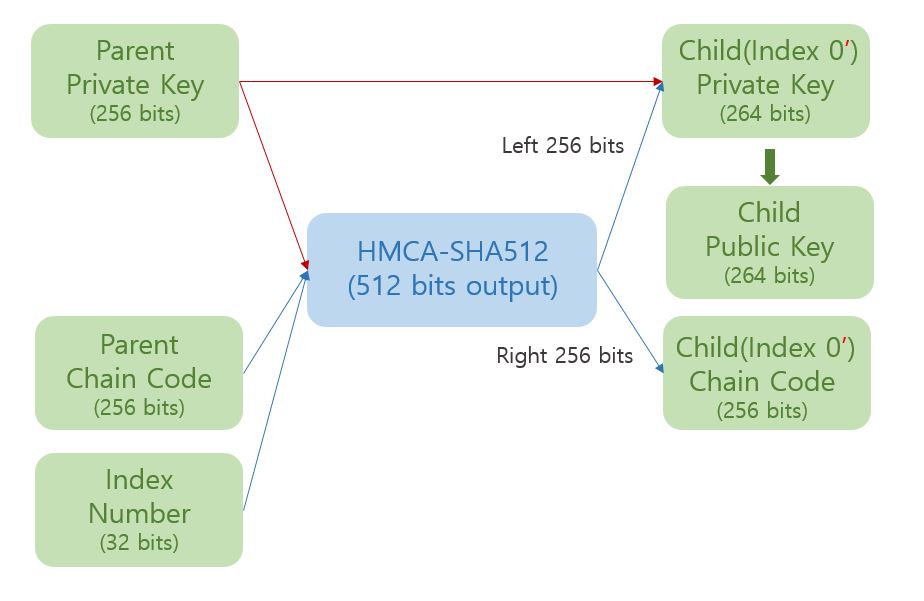 Parent
Private Key
(256 bits)
Child(Index 0’)
Private Key
(264 bits)
Left 256 bits
Child
Public Key
(264 bits)
HMCA-SHA512
(512 bits output)
Parent
Chain Code
(256 bits)
Right 256 bits
Child(Index 0’)
Chain Code
(256 bits)
Index
Number
(32 bits)